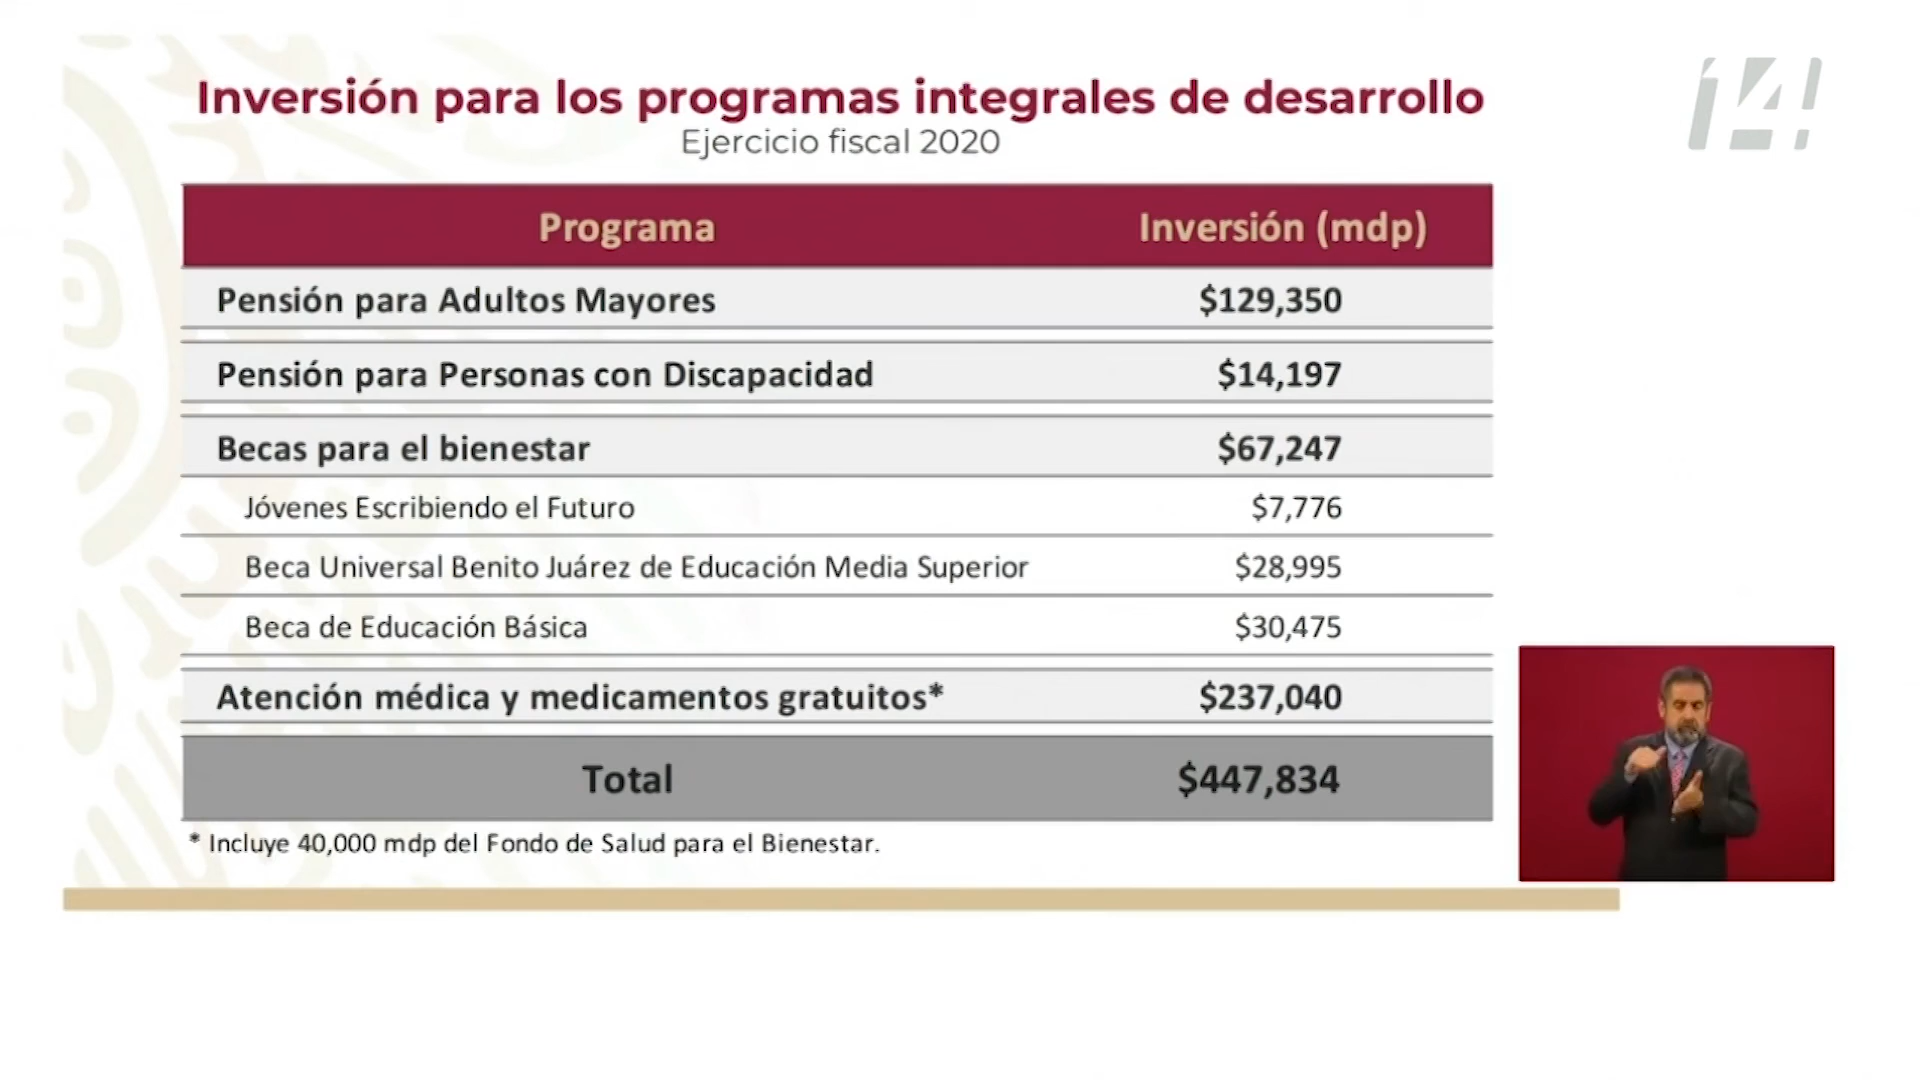 14!
Inversión para los programas integrales de desarrollo
Ejercicio fiscal 2020
Programa Inversión (mdp)
Pensión para Adultos Mayores $129,350
Pensión para Personas con Discapacidad $14,197
Becas para el bienestar $67,247
Jóvenes Escribiendo el Futuro $7,776
Beca Universal Benito Juárez de Educación Media Superior $28,995
Beca de Educación Básica $30,475
Atención médica y medicamentos gratuitos* $237,040
Total $447,834
* Incluye 40,000 mdp del Fondo de Salud para el Bienestar.